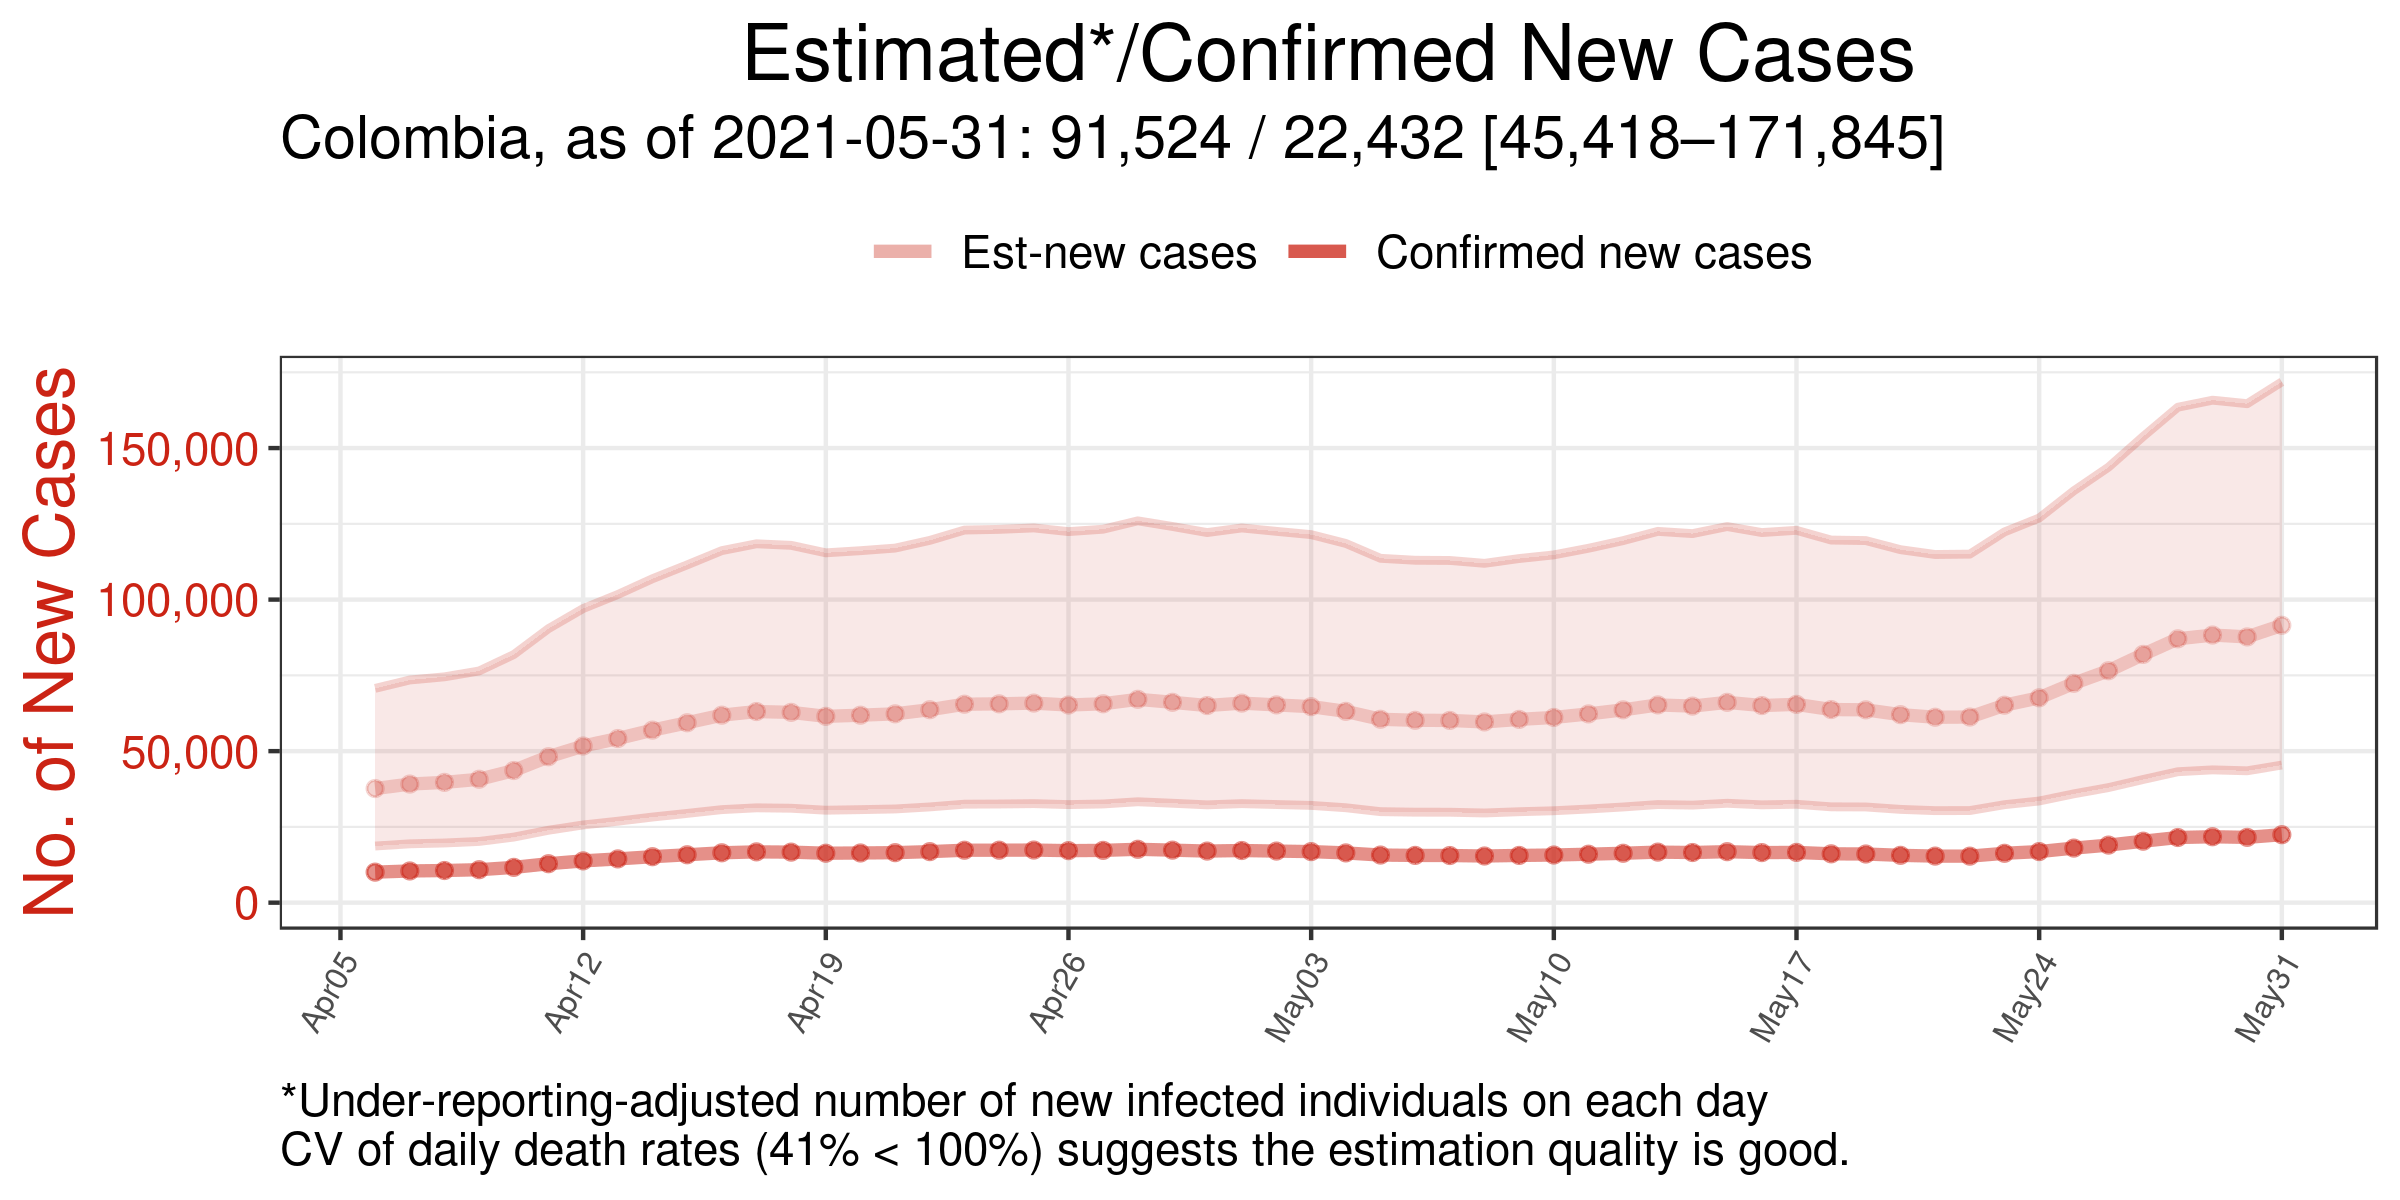 Estimated*/Confirmed New Cases
Colombia, as of 2021-05-31: 91,524 / 22,432 [45,418–171,845]
Est-new cases
Confirmed new cases
No. of New Cases
150,000
100,000
50,000
0
Apr05
Apr12
Apr19
Apr26
May03
May10
May17
May24
May31
*Under-reporting-adjusted number of new infected individuals on each day
CV of daily death rates (41% < 100%) suggests the estimation quality is good.